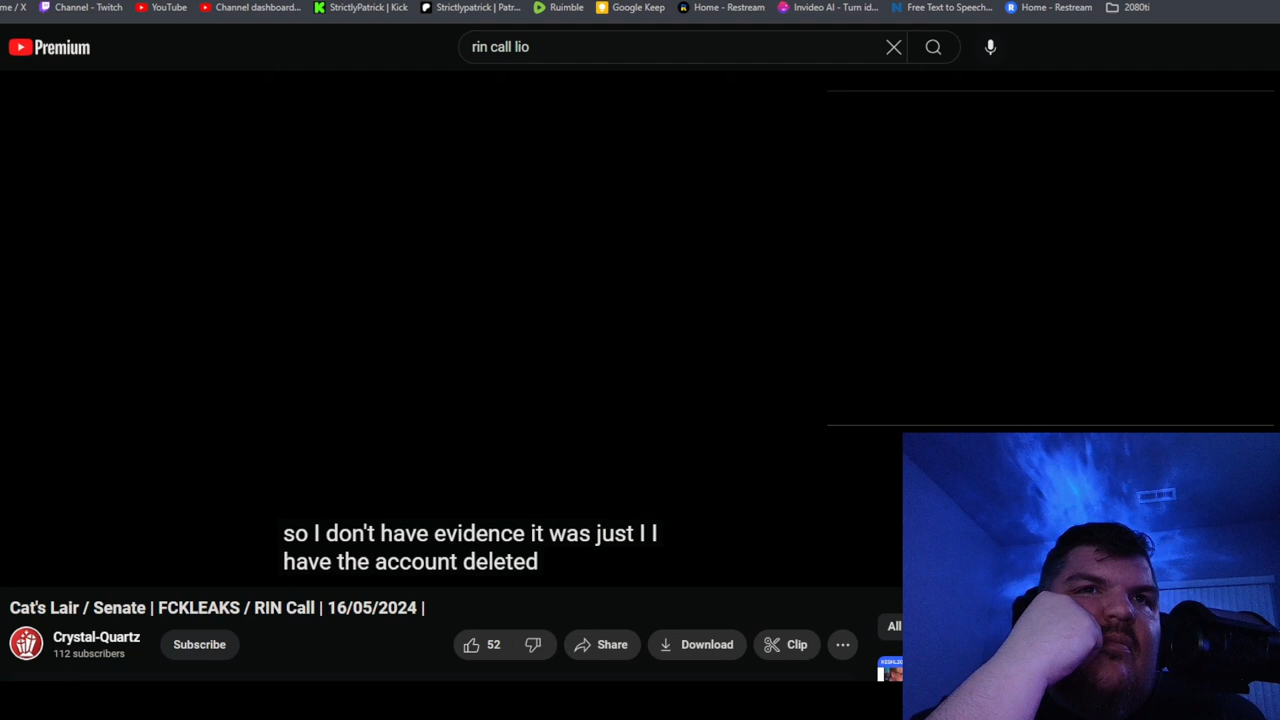 me / X Channel - Twitch YouTube Channel dashboard... StrictlyPatrick | Kick Strictlypatrick | Patr... Rumble Google Keep Home - Restream Invideo AI - Turn id... Free Text to Speech... Home - Restream 2080ti
Premium
rin call lio
so I don't have evidence it was just I I
have the account deleted
Cat's Lair / Senate | FCKLEAKS / RIN Call | 16/05/2024 |
All
Crystal-Quartz
112 subscribers
Subscribe
52
Share
Download
Clip